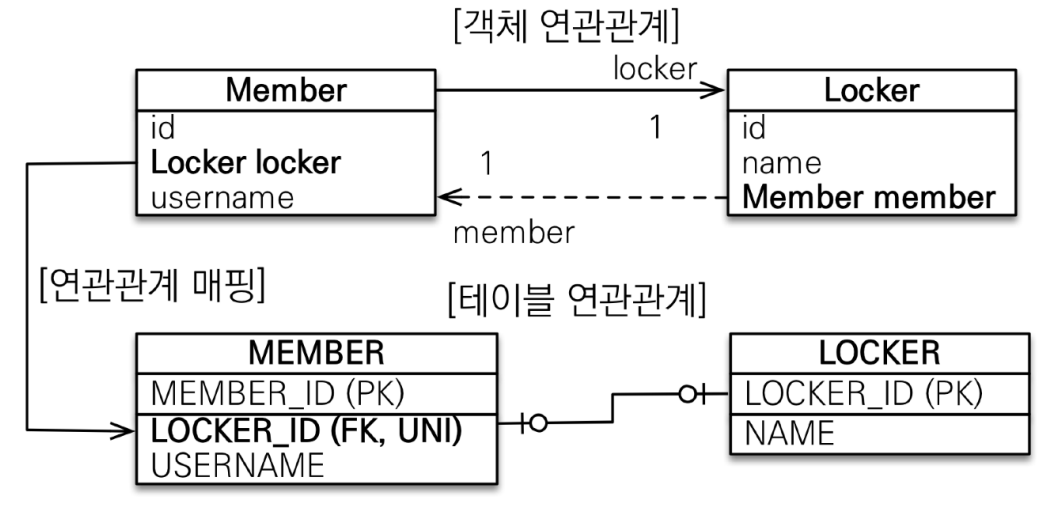 [객체 연관관계]
Member
locker
Locker
id
Locker locker
username
1
1
member
id
name
Member member
[연관관계 매핑]
[테이블 연관관계]
MEMBER
MEMBER_ID (PK)
LOCKER_ID (FK, UNI)
USERNAME
LOCKER
LOCKER_ID (PK)
NAME